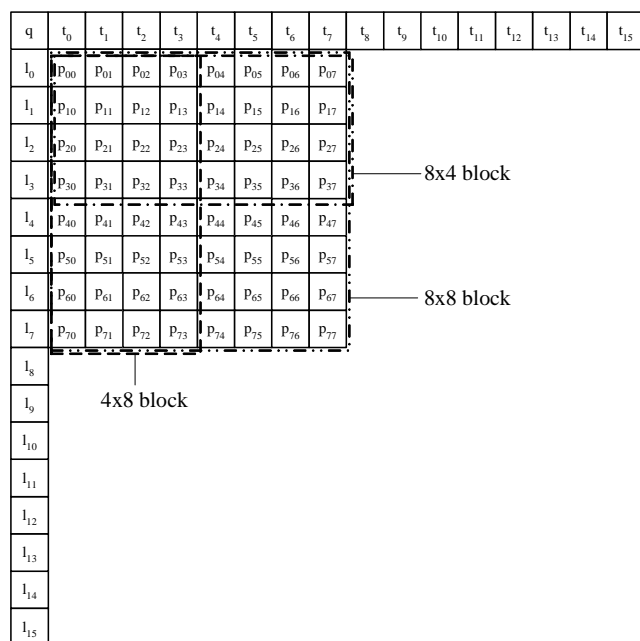 q t0 t1 t2 t3 t4 t5 t6 t7 t8 t9 t10 t11 t12 t13 t14 t15
l0 p00 p01 p02 p03 p04 p05 p06 p07
l1 p10 p11 p12 p13 p14 p15 p16 p17
l2 p20 p21 p22 p23 p24 p25 p26 p27
l3 p30 p31 p32 p33 p34 p35 p36 p37
8x4 block
l4 p40 p41 p42 p43 p44 p45 p46 p47
l5 p50 p51 p52 p53 p54 p55 p56 p57
l6 p60 p61 p62 p63 p64 p65 p66 p67
8x8 block
l7 p70 p71 p72 p73 p74 p75 p76 p77
l8
l9
4x8 block
l10
l11
l12
l13
l14
l15